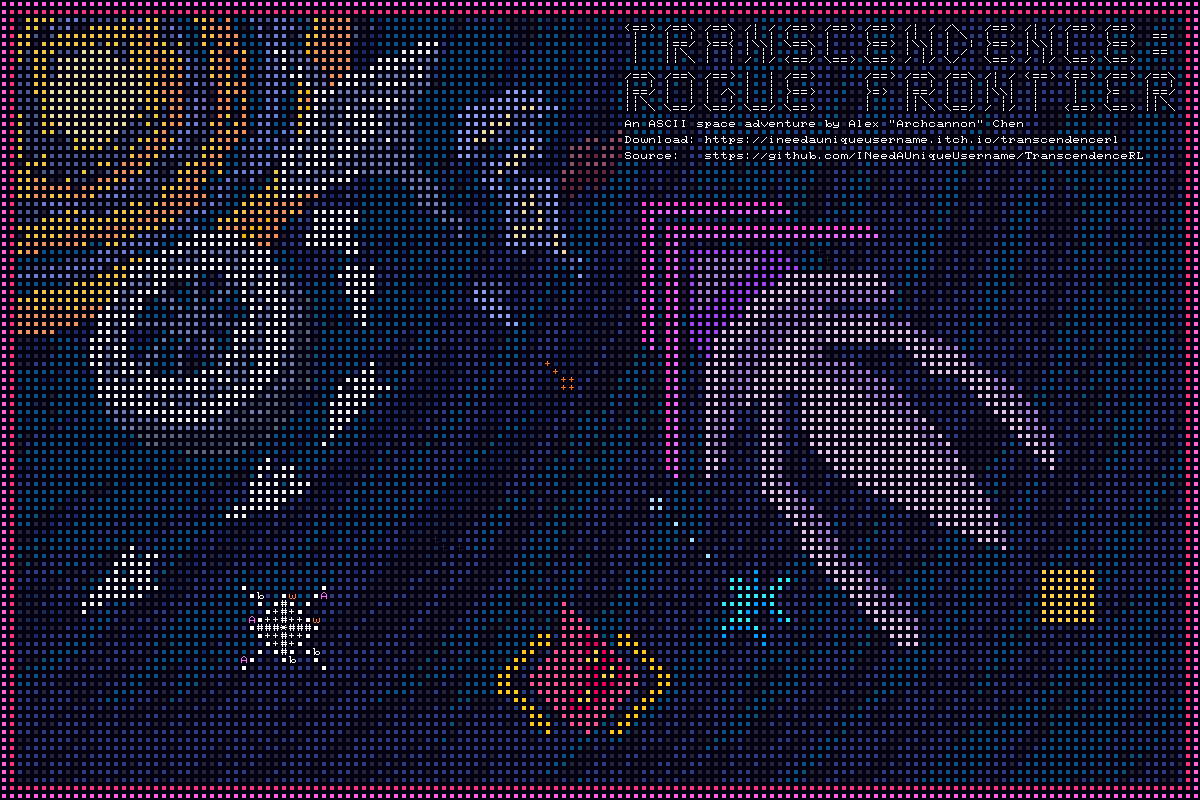 TRANSCENDENCE=
ROGUE FRONTIER
An ASCII space adventure by Alex "Archcannon" Chen
Download: https://ineedauniqueusername.itch.io/transcendencerl
Source: sttps://github.com/INeedAUniqueUsername/TranscendenceRL
b w A
A w
A b b